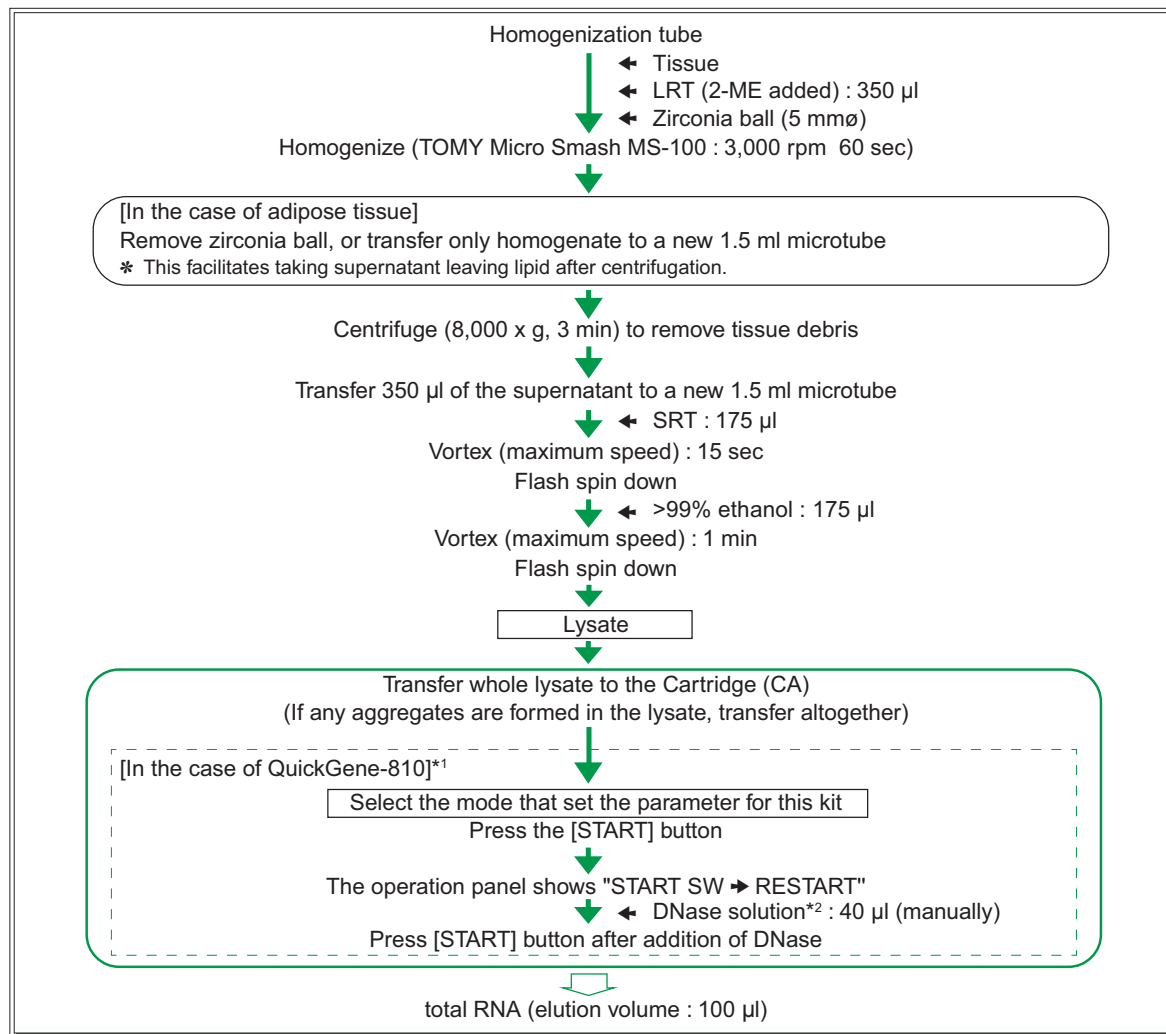 Homogenization tube
Tissue
LRT (2-ME added) : 350 µl
Zirconia ball (5 mmø)
Homogenize (TOMY Micro Smash MS-100 : 3,000 rpm  60 sec)
[In the case of adipose tissue]
Remove zirconia ball, or transfer only homogenate to a new 1.5 ml microtube
* This facilitates taking supernatant leaving lipid after centrifugation.
Centrifuge (8,000 x g, 3 min) to remove tissue debris
Transfer 350 µl of the supernatant to a new 1.5 ml microtube
SRT : 175 µl
Vortex (maximum speed) : 15 sec
Flash spin down
>99% ethanol : 175 µl
Vortex (maximum speed) : 1 min
Flash spin down
Lysate
Transfer whole lysate to the Cartridge (CA)
(If any aggregates are formed in the lysate, transfer altogether)
[In the case of QuickGene-810]*1
Select the mode that set the parameter for this kit
Press the [START] button
The operation panel shows "START SW ➔ RESTART"
DNase solution*2 : 40 µl (manually)
Press [START] button after addition of DNase
total RNA (elution volume : 100 µl)